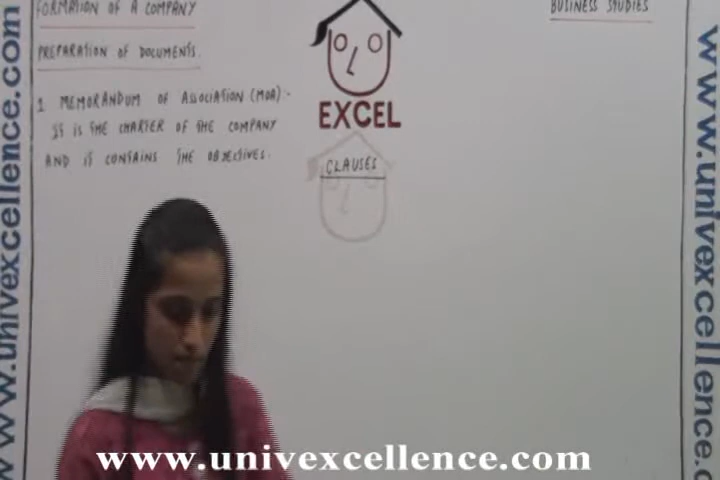 FORMATION OF A COMPANY
BUSINESS STUDIES
PREPARATION OF DOCUMENTS.
1 MEMORANDUM OF ASSOCIATION (MOA):-
IT IS THE CHARTER OF THE COMPANY
AND IT CONTAINS THE OBJECTIVES.
EXCEL
CLAUSES
www.univexcellence.com
www.univexcellence.com
www.univexcellence.com